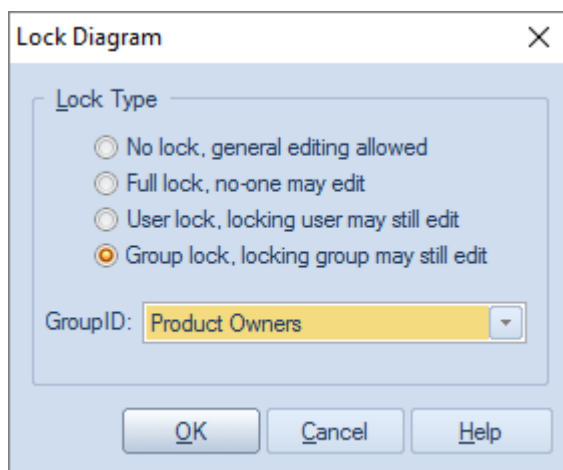 Lock Diagram
Lock Type
No lock, general editing allowed
Full lock, no-one may edit
User lock, locking user may still edit
Group lock, locking group may still edit
GroupID: Product Owners
OK Cancel Help